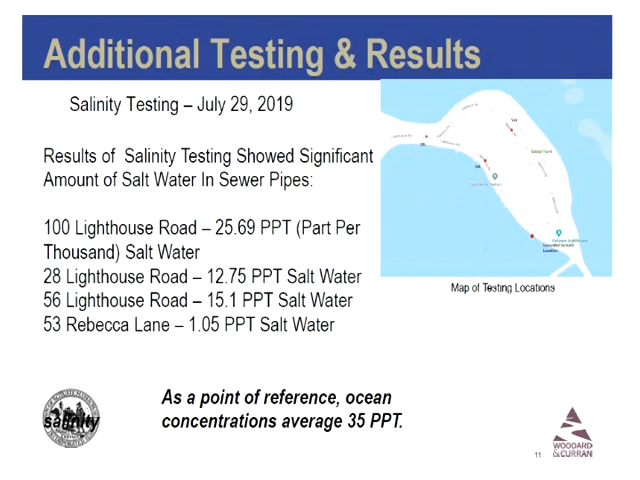 Additional Testing & Results
Salinity Testing – July 29, 2019
Results of Salinity Testing Showed Significant
Amount of Salt Water In Sewer Pipes:
100 Lighthouse Road – 25.69 PPT (Part Per
Thousand) Salt Water
28 Lighthouse Road – 12.75 PPT Salt Water
56 Lighthouse Road – 15.1 PPT Salt Water
53 Rebecca Lane – 1.05 PPT Salt Water
Map of Testing Locations
As a point of reference, ocean
salinity
concentrations average 35 PPT.
11
WOODARD
&CURRAN